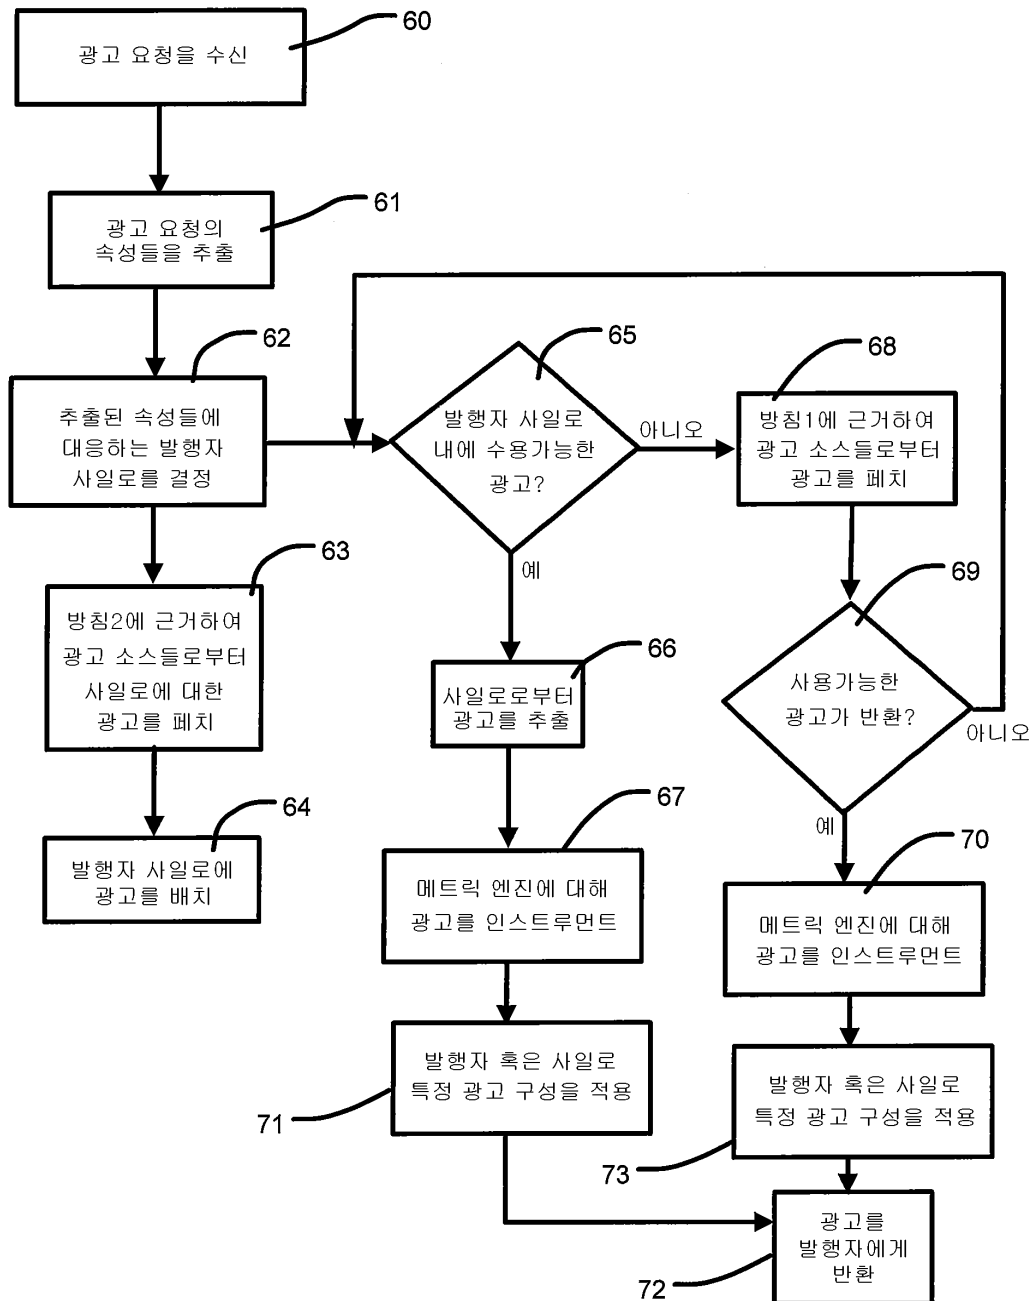 광고 요청을 수신
60
광고 요청의
속성들을 추출
61
추출된 속성들에
대응하는 발행자
사일로를 결정
62
방침2에 근거하여
광고 소스들로부터
사일로에 대한
광고를 페치
63
발행자 사일로에
광고를 배치
64
발행자 사일로
내에 수용가능한
광고?
65
아니오
예
사일로로부터
광고를 추출
66
메트릭 엔진에 대해
광고를 인스트루먼트
67
발행자 혹은 사일로
특정 광고 구성을 적용
71
방침1에 근거하여
광고 소스들로부터
광고를 페치
68
사용가능한
광고가 반환?
69
아니오
예
메트릭 엔진에 대해
광고를 인스트루먼트
70
발행자 혹은 사일로
특정 광고 구성을 적용
73
광고를
발행자에게
반환
72